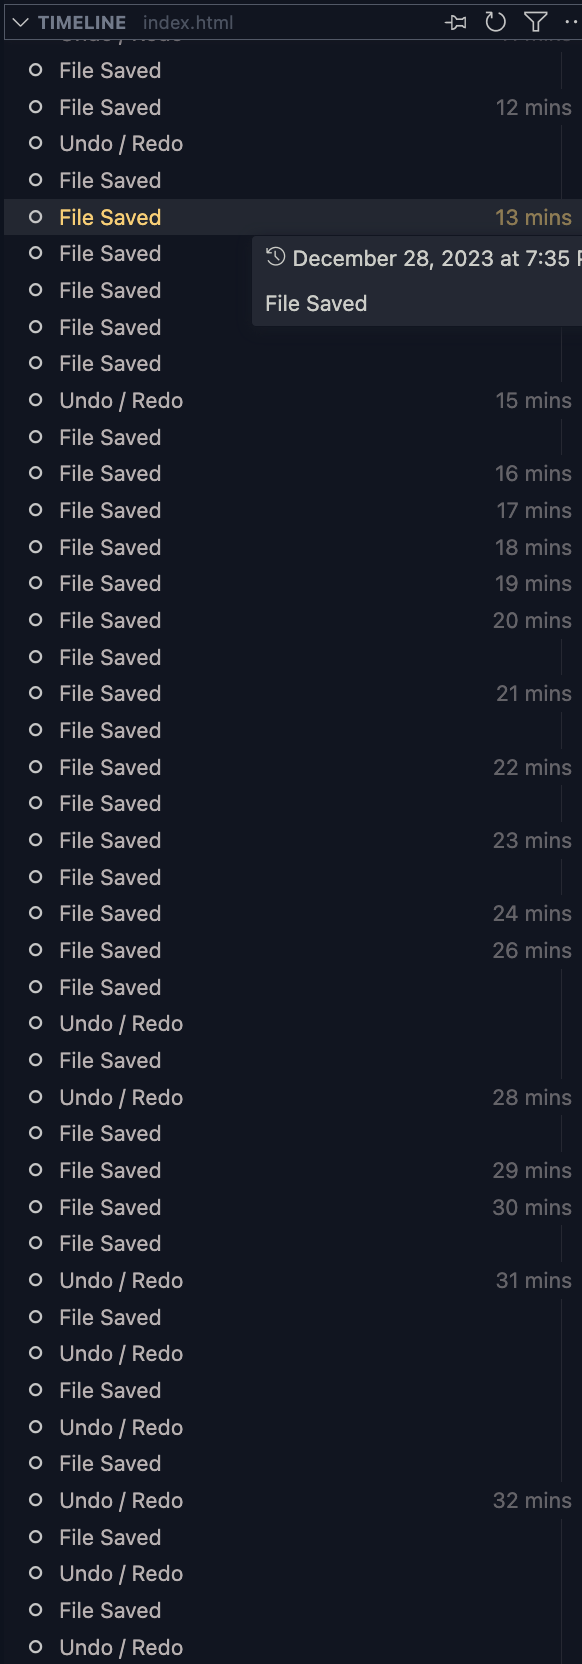 TIMELINE index.html
Undo / Redo
File Saved
File Saved 12 mins
Undo / Redo
File Saved
File Saved 13 mins
File Saved
December 28, 2023 at 7:35
File Saved
File Saved
File Saved
File Saved
Undo / Redo 15 mins
File Saved
File Saved 16 mins
File Saved 17 mins
File Saved 18 mins
File Saved 19 mins
File Saved 20 mins
File Saved
File Saved 21 mins
File Saved
File Saved 22 mins
File Saved
File Saved 23 mins
File Saved
File Saved 24 mins
File Saved 26 mins
File Saved
Undo / Redo
File Saved
Undo / Redo 28 mins
File Saved
File Saved 29 mins
File Saved 30 mins
File Saved
Undo / Redo 31 mins
File Saved
Undo / Redo
File Saved
Undo / Redo
File Saved
Undo / Redo 32 mins
File Saved
Undo / Redo
File Saved
Undo / Redo